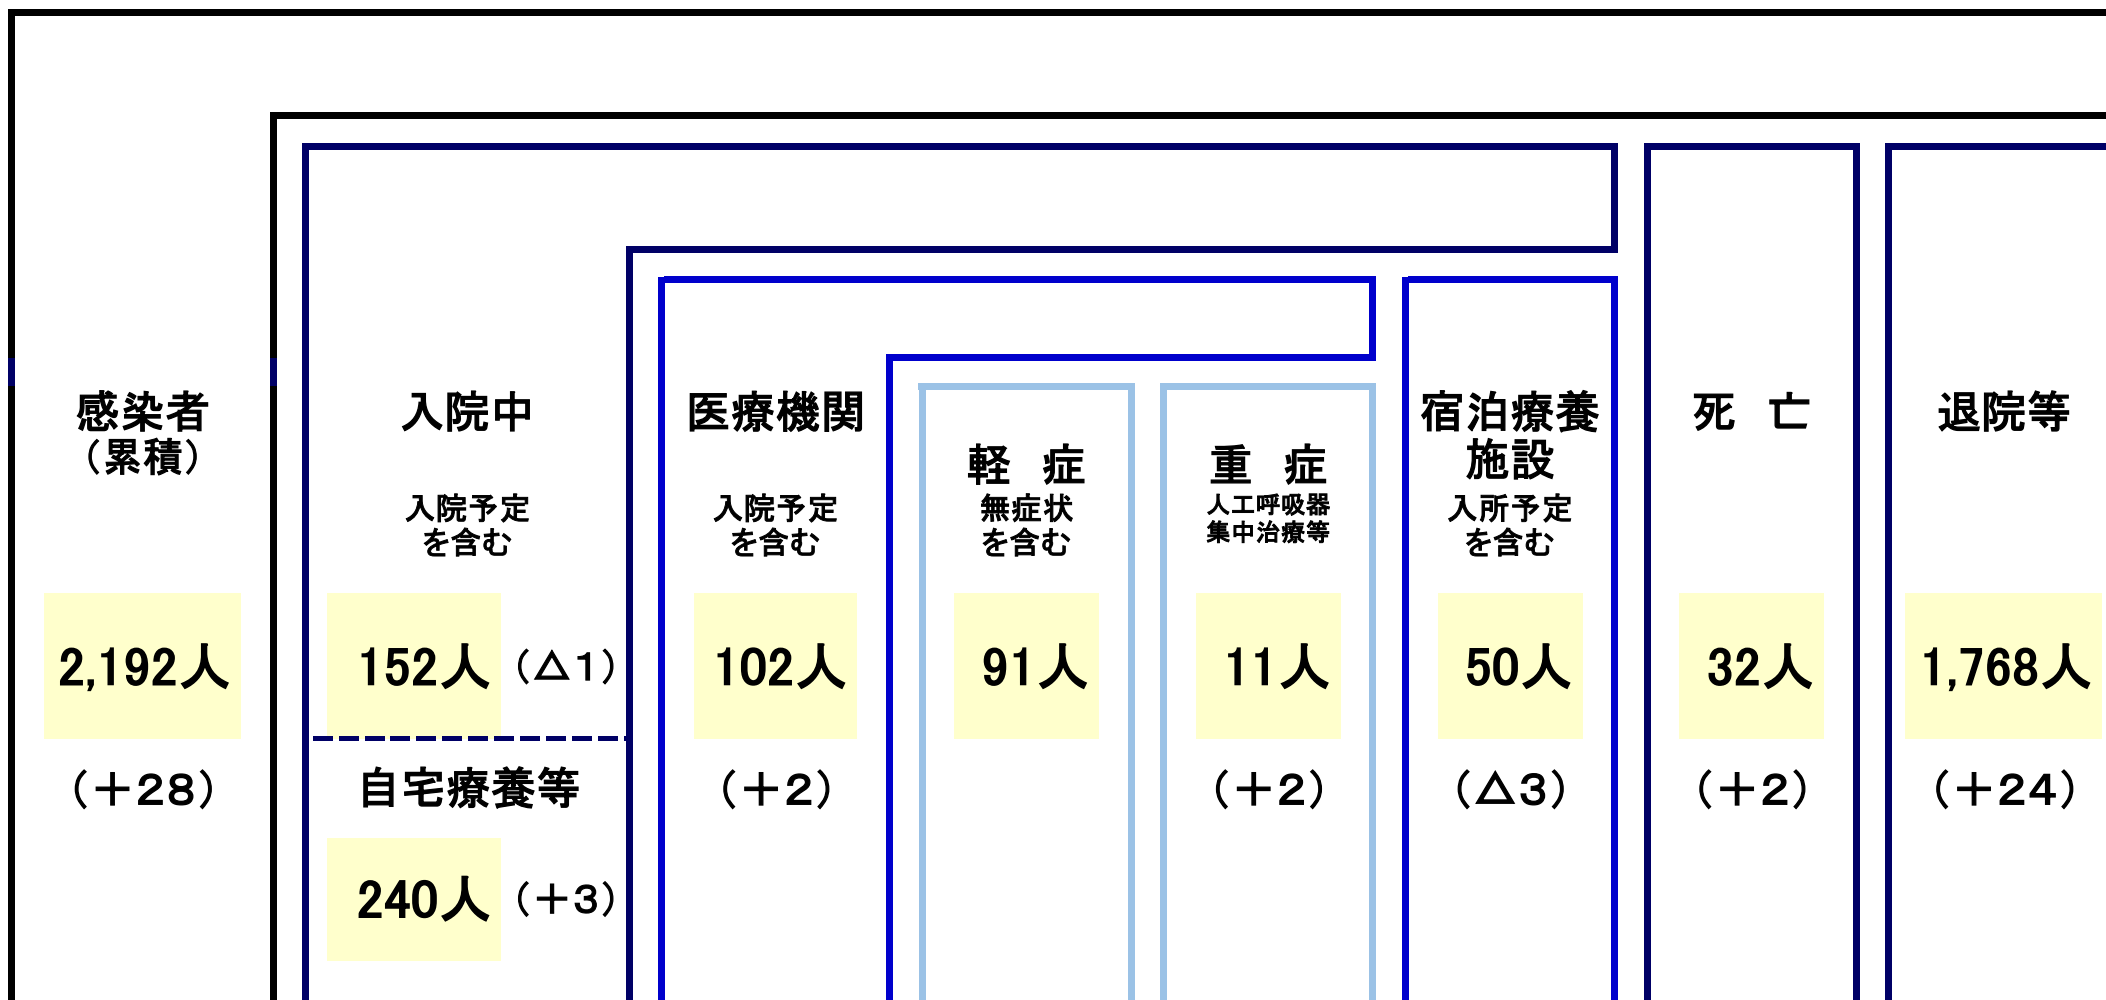 感染者
（累積）
2,192人
（＋28）
入院中
入院予定
を含む
152人（△1）
自宅療養等
240人（＋3）
医療機関
入院予定
を含む
102人
（＋2）
軽　症
無症状
を含む
91人
重　症
人工呼吸器
集中治療等
11人
（＋2）
宿泊療養
施設
入所予定
を含む
50人
（△3）
死　亡
32人
（＋2）
退院等
1,768人
（＋24）